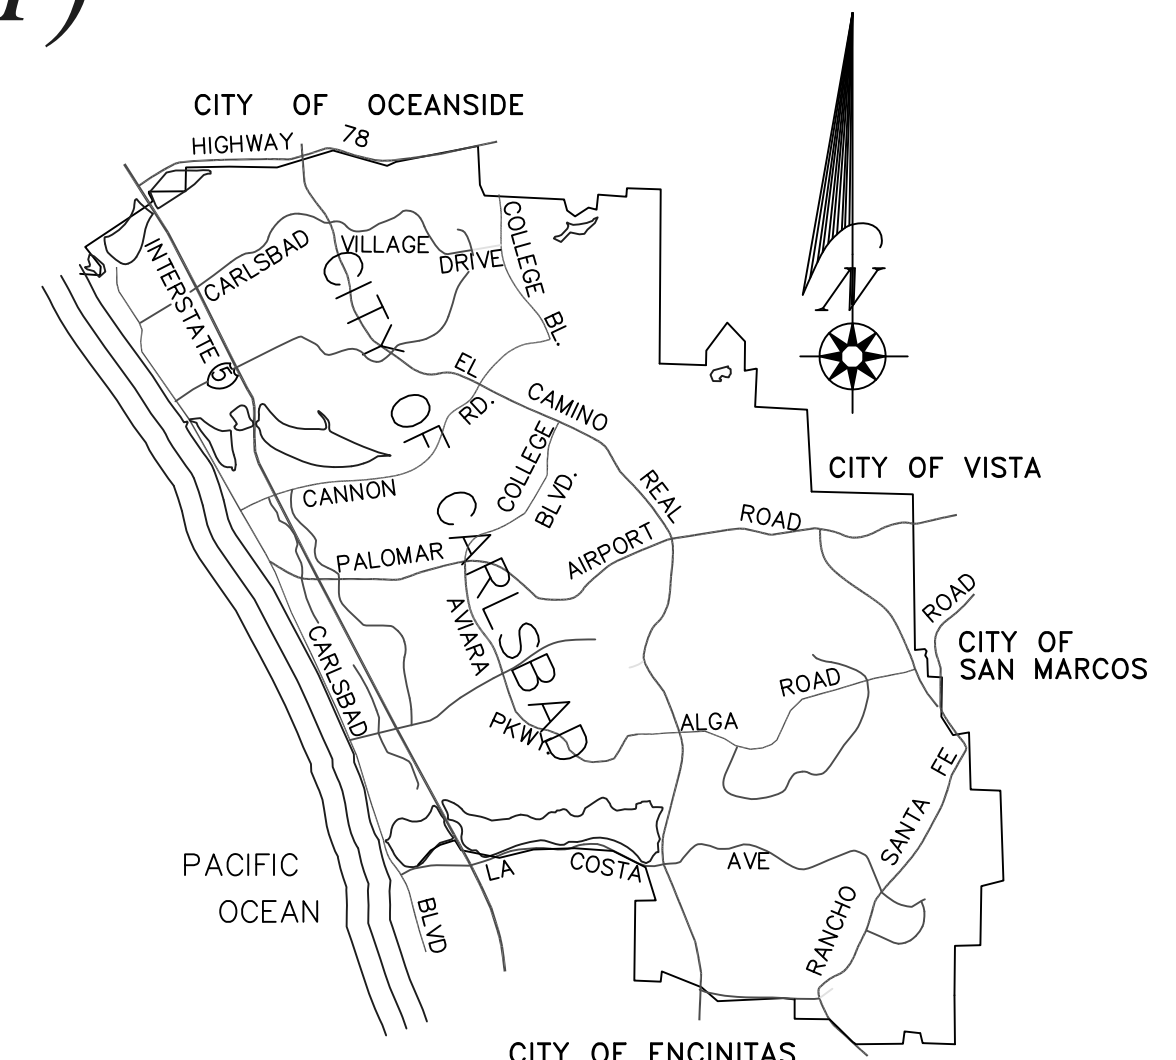 CITY OF OCEANSIDE
HIGHWAY 78
INTERSTATE 5
CARLSBAD VILLAGE DRIVE
COLLEGE BL.
CITY OF CARLSBAD
EL CAMINO REAL
CANNON RD.
COLLEGE BLVD.
CITY OF VISTA
N
PALOMAR AIRPORT ROAD
AVIARA PKWY.
CARLSBAD BLVD
ALGA ROAD
CITY OF
SAN MARCOS
RANCHO SANTA FE ROAD
LA COSTA AVE
PACIFIC
OCEAN
CITY OF ENCINITAS